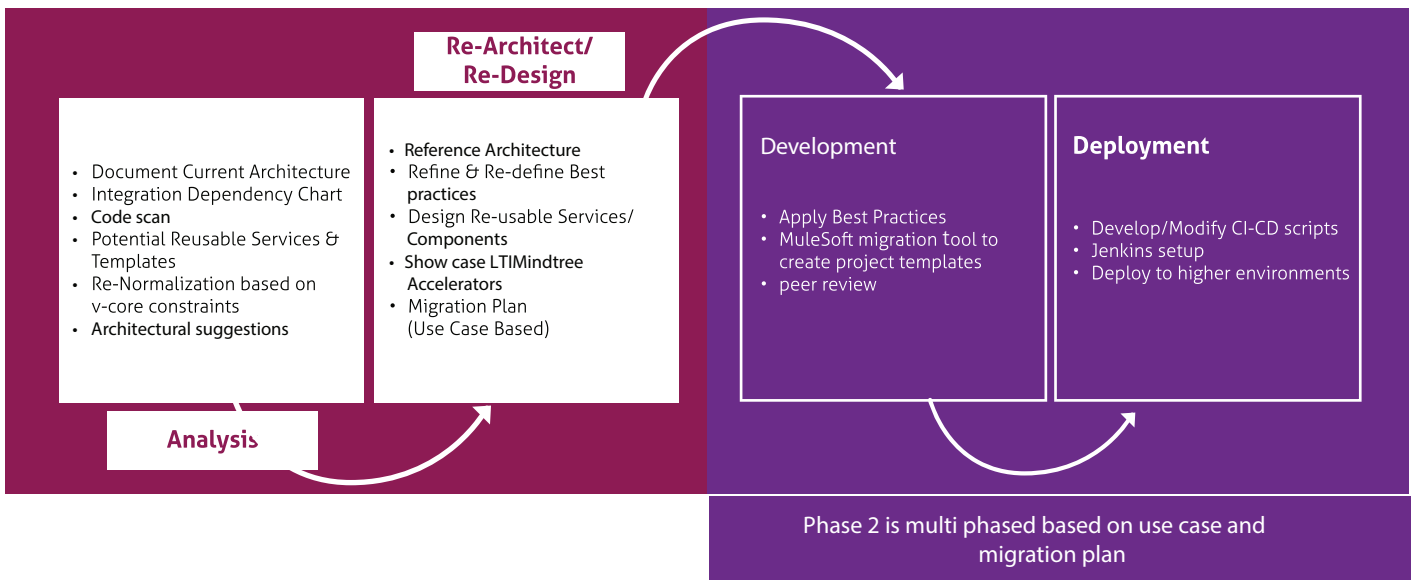 Re-Architect/
Re-Design
• Document Current Architecture
• Integration Dependency Chart
• Code scan
• Potential Reusable Services &
Templates
• Re-Normalization based on
v-core constraints
• Architectural suggestions
Analysis
• Reference Architecture
• Refine & Re-define Best
practices
• Design Re-usable Services/
Components
• Show case LTIMindtree
Accelerators
• Migration Plan
(Use Case Based)
Development
• Apply Best Practices
• MuleSoft migration tool to
create project templates
• peer review
Deployment
• Develop/Modify CI-CD scripts
• Jenkins setup
• Deploy to higher environments
Phase 2 is multi phased based on use case and
migration plan